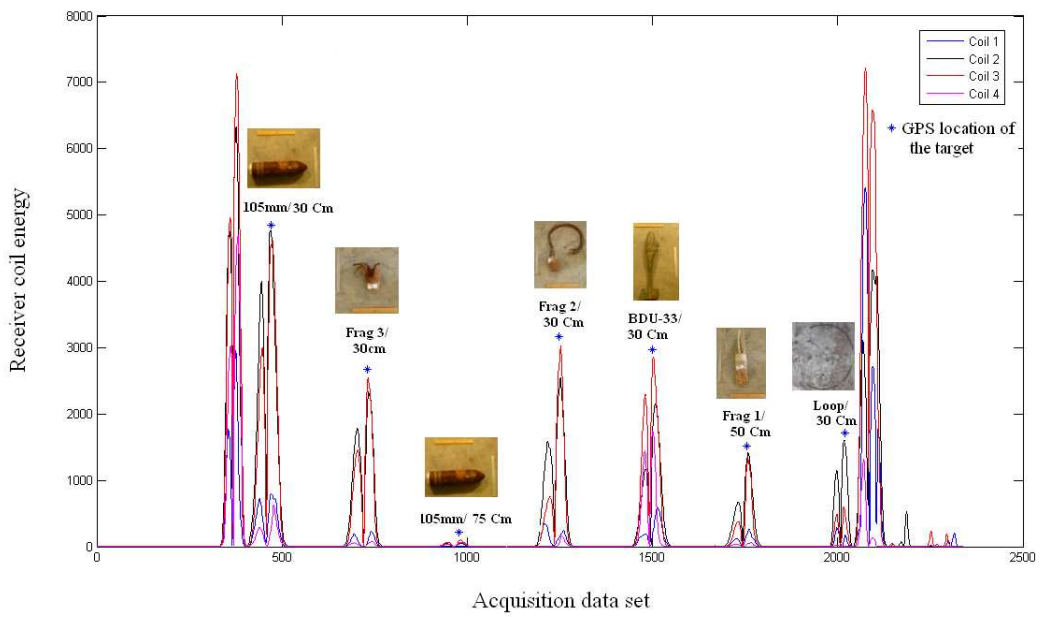 8000
7000
6000
5000
4000
3000
2000
1000
0
Receiver coil energy
Coil 1
Coil 2
Coil 3
Coil 4
* GPS location of
the target
105mm/30 Cm
Frag 3/
30cm
105mm/ 75 Cm
Frag 2/
30 Cm
BDU-33/
30 Cm
Frag 1/
50 Cm
Loop/
30 Cm
0 500 1000 1500 2000 2500
Acquisition data set